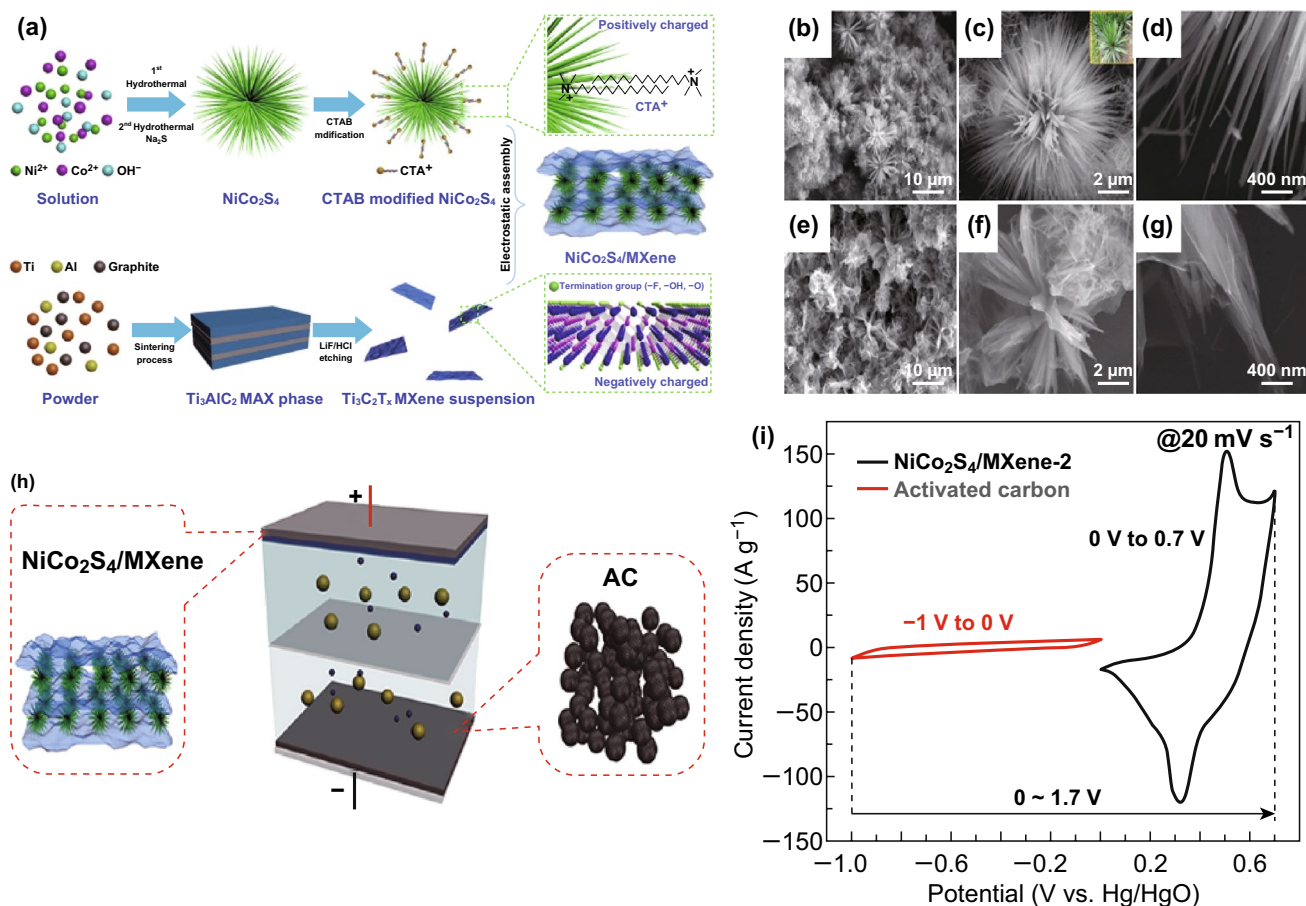 (a)
1st
Hydrothermal
2nd Hydrothermal
Na2S
CTAB
mdification
Positively charged
N
+
N
+
CTA+
Ni2+ Co2+ OH−
CTA+
Solution
NiCo2S4
CTAB modified NiCo2S4
Electrostatic assembly
NiCo2S4/MXene
Ti Al Graphite
Sintering
process
LiF/HCl
etching
Termination group (−F, −OH, −O)
Negatively charged
Powder
Ti3AlC2 MAX phase
Ti3C2Tx MXene suspension
(b)
10 μm
(c)
2 μm
(d)
400 nm
(e)
10 μm
(f)
2 μm
(g)
400 nm
(h)
NiCo2S4/MXene
+
−
AC
(i)
@20 mV s−1
NiCo2S4/MXene-2
Activated carbon
0 V to 0.7 V
−1 V to 0 V
0 ~ 1.7 V
Current density (A g−1)
150
100
50
0
−50
−100
−150
−1.0 −0.6 −0.2 0.2 0.6
Potential (V vs. Hg/HgO)